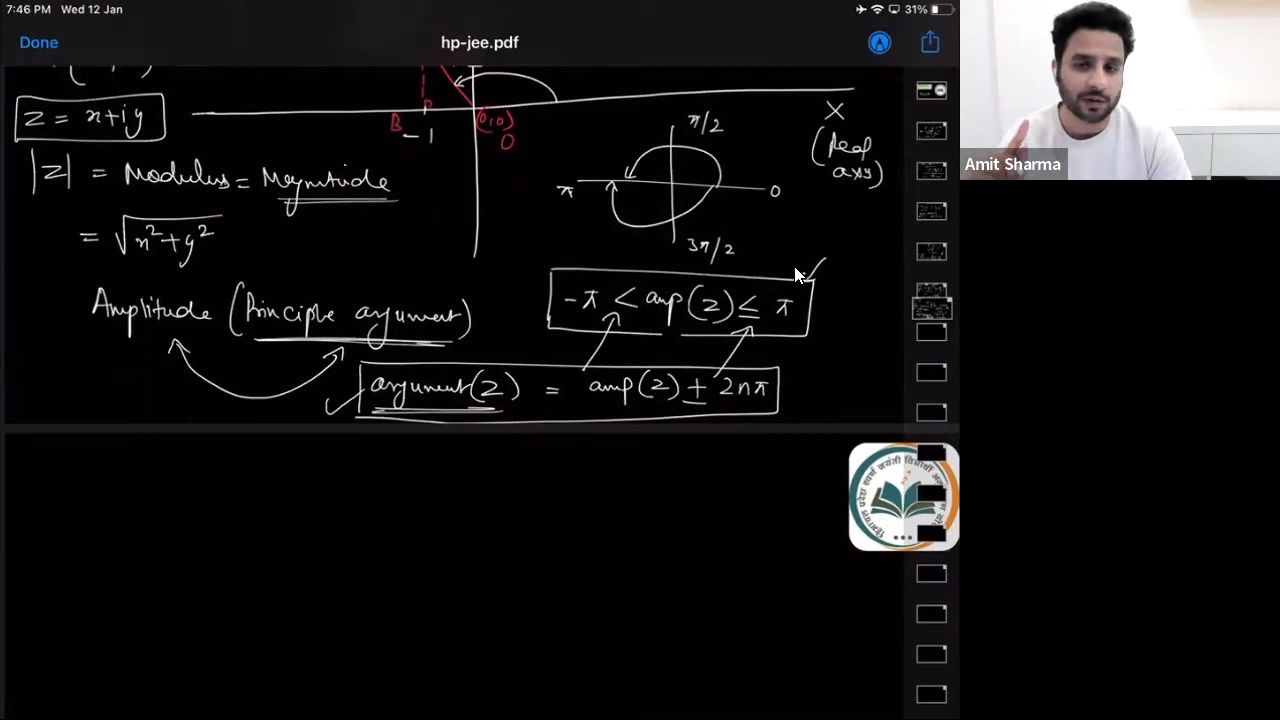 7:46 PM Wed 12 Jan
31%
Done
hp-jee.pdf
Z = x+iy
B
-1
(0,0)
O
X
(Real
axis)
|Z| = Modulus = Magnitude
= √x²+y²
π/2
π
0
3π/2
Amplitude (Principle argument)
-π < amp(Z) ≤ π
argument(Z) = amp(Z) ± 2nπ
Amit Sharma